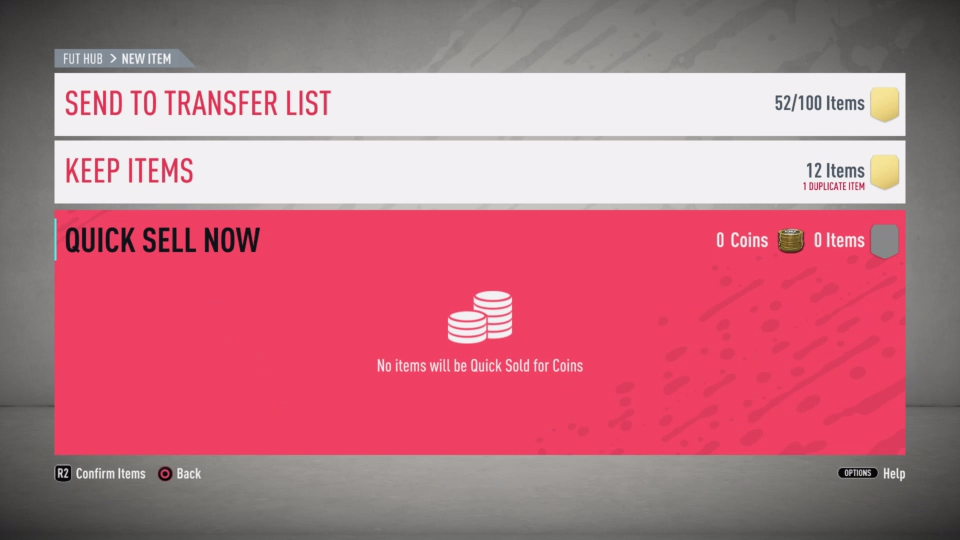 FUT HUB > NEW ITEM
SEND TO TRANSFER LIST
52/100 Items
KEEP ITEMS
12 Items
1 DUPLICATE ITEM
QUICK SELL NOW
0 Coins 0 Items
No items will be Quick Sold for Coins
R2 Confirm Items Back
OPTIONS Help